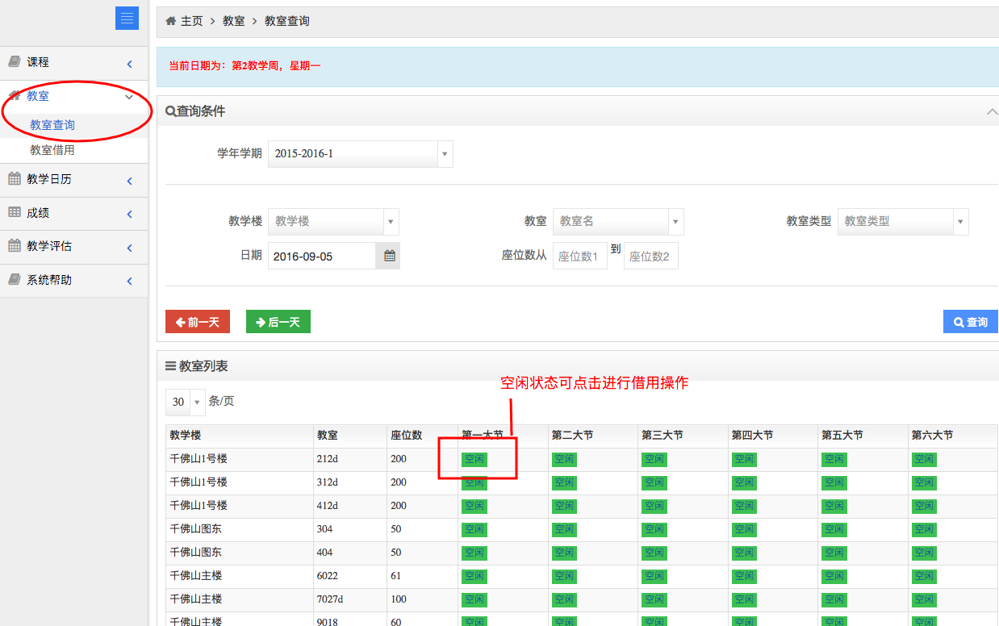 主页 > 教室 > 教室查询
课程
教室
教室查询
教室借用
教学日历
成绩
教学评估
系统帮助
当前日期为：第2教学周，星期一
查询条件
学年学期 2015-2016-1
教学楼 教学楼 教室 教室名 教室类型 教室类型
日期 2016-09-05 座位数从 座位数1 到 座位数2
前一天 后一天 查询
教室列表
空闲状态可点击进行借用操作
30 条/页
教学楼 教室 座位数 第一大节 第二大节 第三大节 第四大节 第五大节 第六大节
千佛山1号楼 212d 200 空闲 空闲 空闲 空闲 空闲 空闲
千佛山1号楼 312d 200 空闲 空闲 空闲 空闲 空闲 空闲
千佛山1号楼 412d 200 空闲 空闲 空闲 空闲 空闲 空闲
千佛山图东 304 50 空闲 空闲 空闲 空闲 空闲 空闲
千佛山图东 404 50 空闲 空闲 空闲 空闲 空闲 空闲
千佛山主楼 6022 61 空闲 空闲 空闲 空闲 空闲 空闲
千佛山主楼 7027d 100 空闲 空闲 空闲 空闲 空闲 空闲
千佛山主楼 9018 60 空闲 空闲 空闲 空闲 空闲 空闲